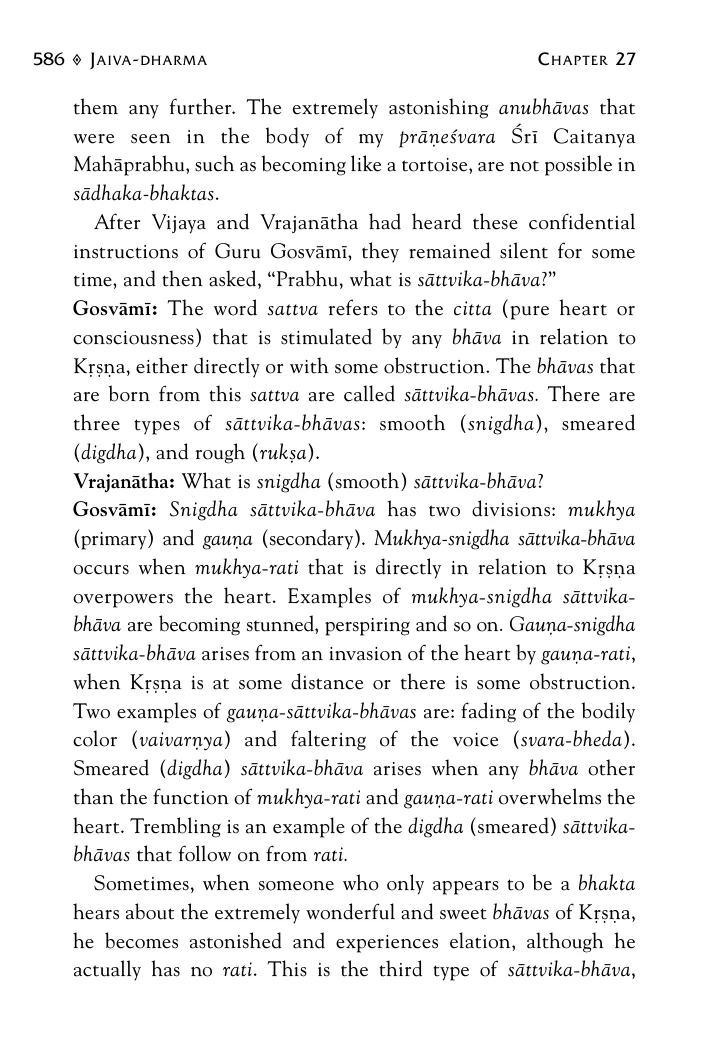 586 ⟡ JAIVA-DHARMA CHAPTER 27
them any further. The extremely astonishing anubhāvas that
were seen in the body of my prāṇeśvara Śrī Caitanya
Mahāprabhu, such as becoming like a tortoise, are not possible in
sādhaka-bhaktas.
After Vijaya and Vrajanātha had heard these confidential
instructions of Guru Gosvāmī, they remained silent for some
time, and then asked, “Prabhu, what is sāttvika-bhāva?”
Gosvāmī: The word sattva refers to the citta (pure heart or
consciousness) that is stimulated by any bhāva in relation to
Kṛṣṇa, either directly or with some obstruction. The bhāvas that
are born from this sattva are called sāttvika-bhāvas. There are
three types of sāttvika-bhāvas: smooth (snigdha), smeared
(digdha), and rough (rukṣa).
Vrajanātha: What is snigdha (smooth) sāttvika-bhāva?
Gosvāmī: Snigdha sāttvika-bhāva has two divisions: mukhya
(primary) and gauṇa (secondary). Mukhya-snigdha sāttvika-bhāva
occurs when mukhya-rati that is directly in relation to Kṛṣṇa
overpowers the heart. Examples of mukhya-snigdha sāttvika-
bhāva are becoming stunned, perspiring and so on. Gauṇa-snigdha
sāttvika-bhāva arises from an invasion of the heart by gauṇa-rati,
when Kṛṣṇa is at some distance or there is some obstruction.
Two examples of gauṇa-sāttvika-bhāvas are: fading of the bodily
color (vaivarṇya) and faltering of the voice (svara-bheda).
Smeared (digdha) sāttvika-bhāva arises when any bhāva other
than the function of mukhya-rati and gauṇa-rati overwhelms the
heart. Trembling is an example of the digdha (smeared) sāttvika-
bhāvas that follow on from rati.
Sometimes, when someone who only appears to be a bhakta
hears about the extremely wonderful and sweet bhāvas of Kṛṣṇa,
he becomes astonished and experiences elation, although he
actually has no rati. This is the third type of sāttvika-bhāva,